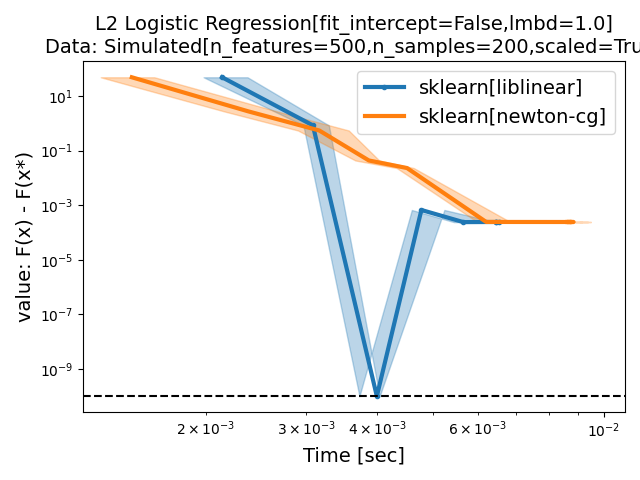 L2 Logistic Regression[fit_intercept=False,lmbd=1.0]
Data: Simulated[n_features=500,n_samples=200,scaled=Tru
sklearn[liblinear]
sklearn[newton-cg]
value: F(x) - F(x*)
10¹
10⁻¹
10⁻³
10⁻⁵
10⁻⁷
10⁻⁹
2 × 10⁻³
3 × 10⁻³
4 × 10⁻³
6 × 10⁻³
10⁻²
Time [sec]